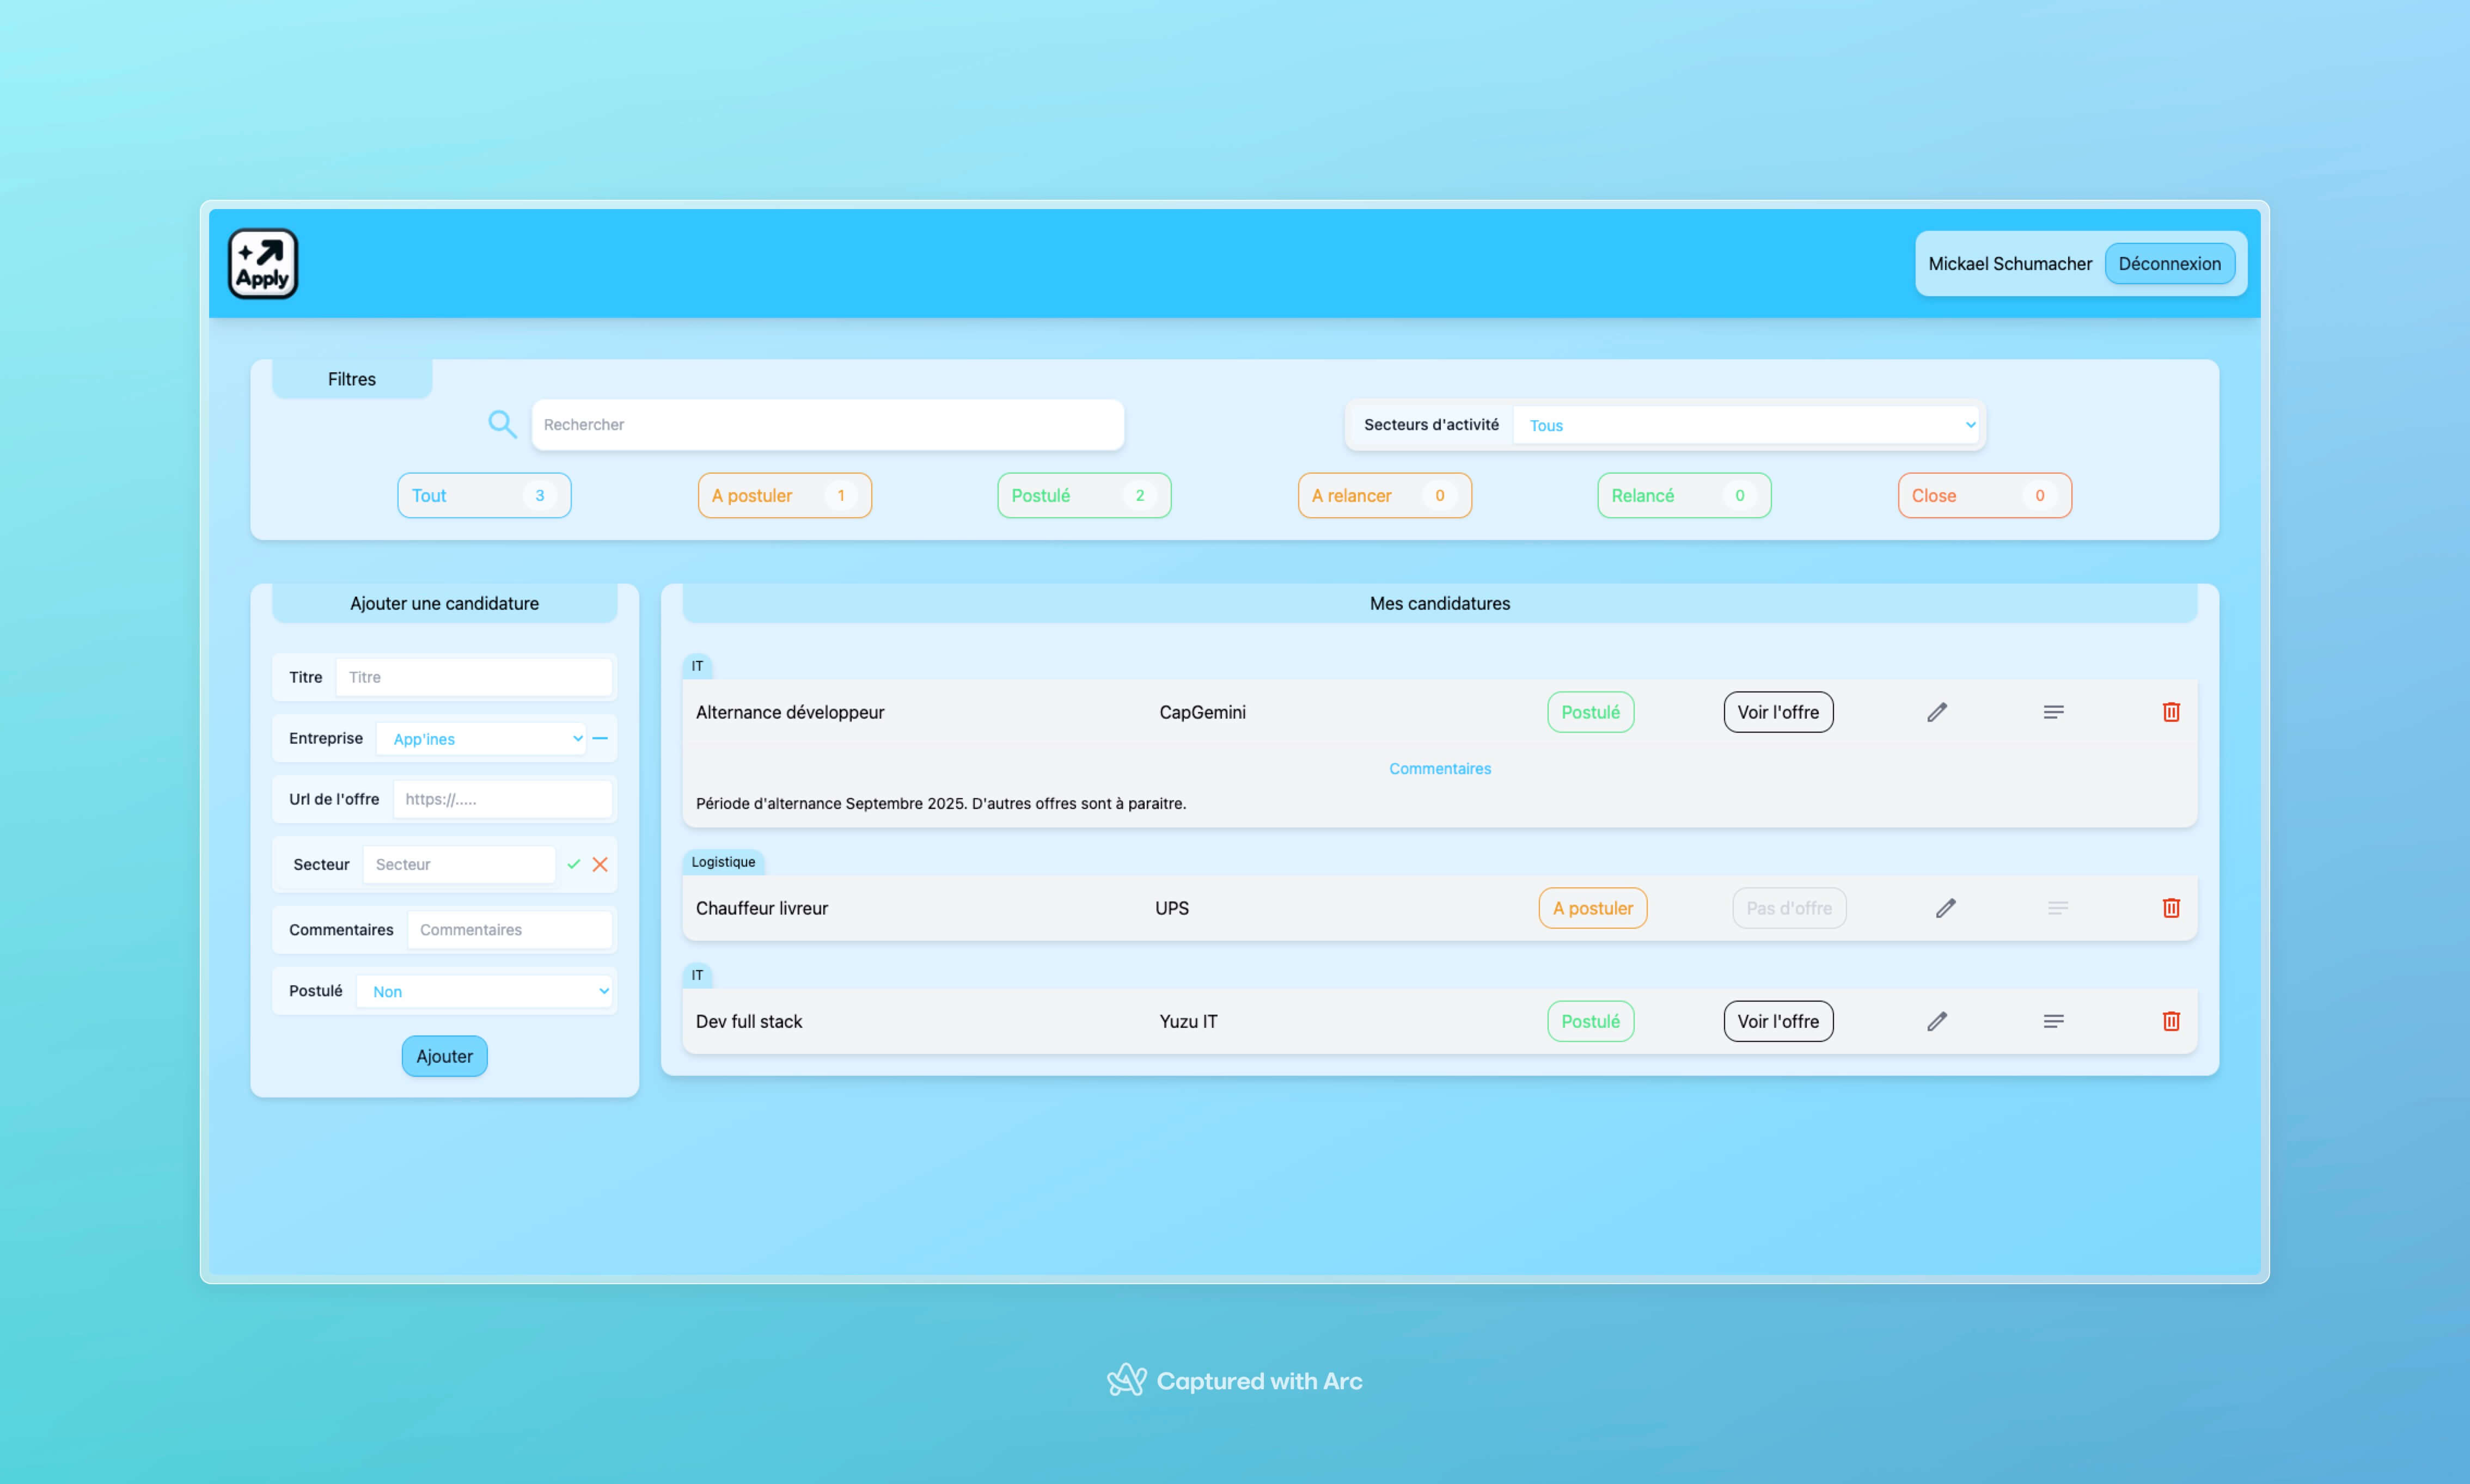 Apply
Mickael Schumacher Déconnexion
Filtres
Rechercher Secteurs d'activité Tous
Tout 3 A postuler 1 Postulé 2 A relancer 0 Relancé 0 Close 0
Ajouter une candidature
Titre Titre
Entreprise App'ines
Url de l'offre https://.....
Secteur Secteur
Commentaires Commentaires
Postulé Non
Ajouter
Mes candidatures
IT
Alternance développeur CapGemini Postulé Voir l'offre
Commentaires
Période d'alternance Septembre 2025. D'autres offres sont à paraitre.
Logistique
Chauffeur livreur UPS A postuler Pas d'offre
IT
Dev full stack Yuzu IT Postulé Voir l'offre
Captured with Arc